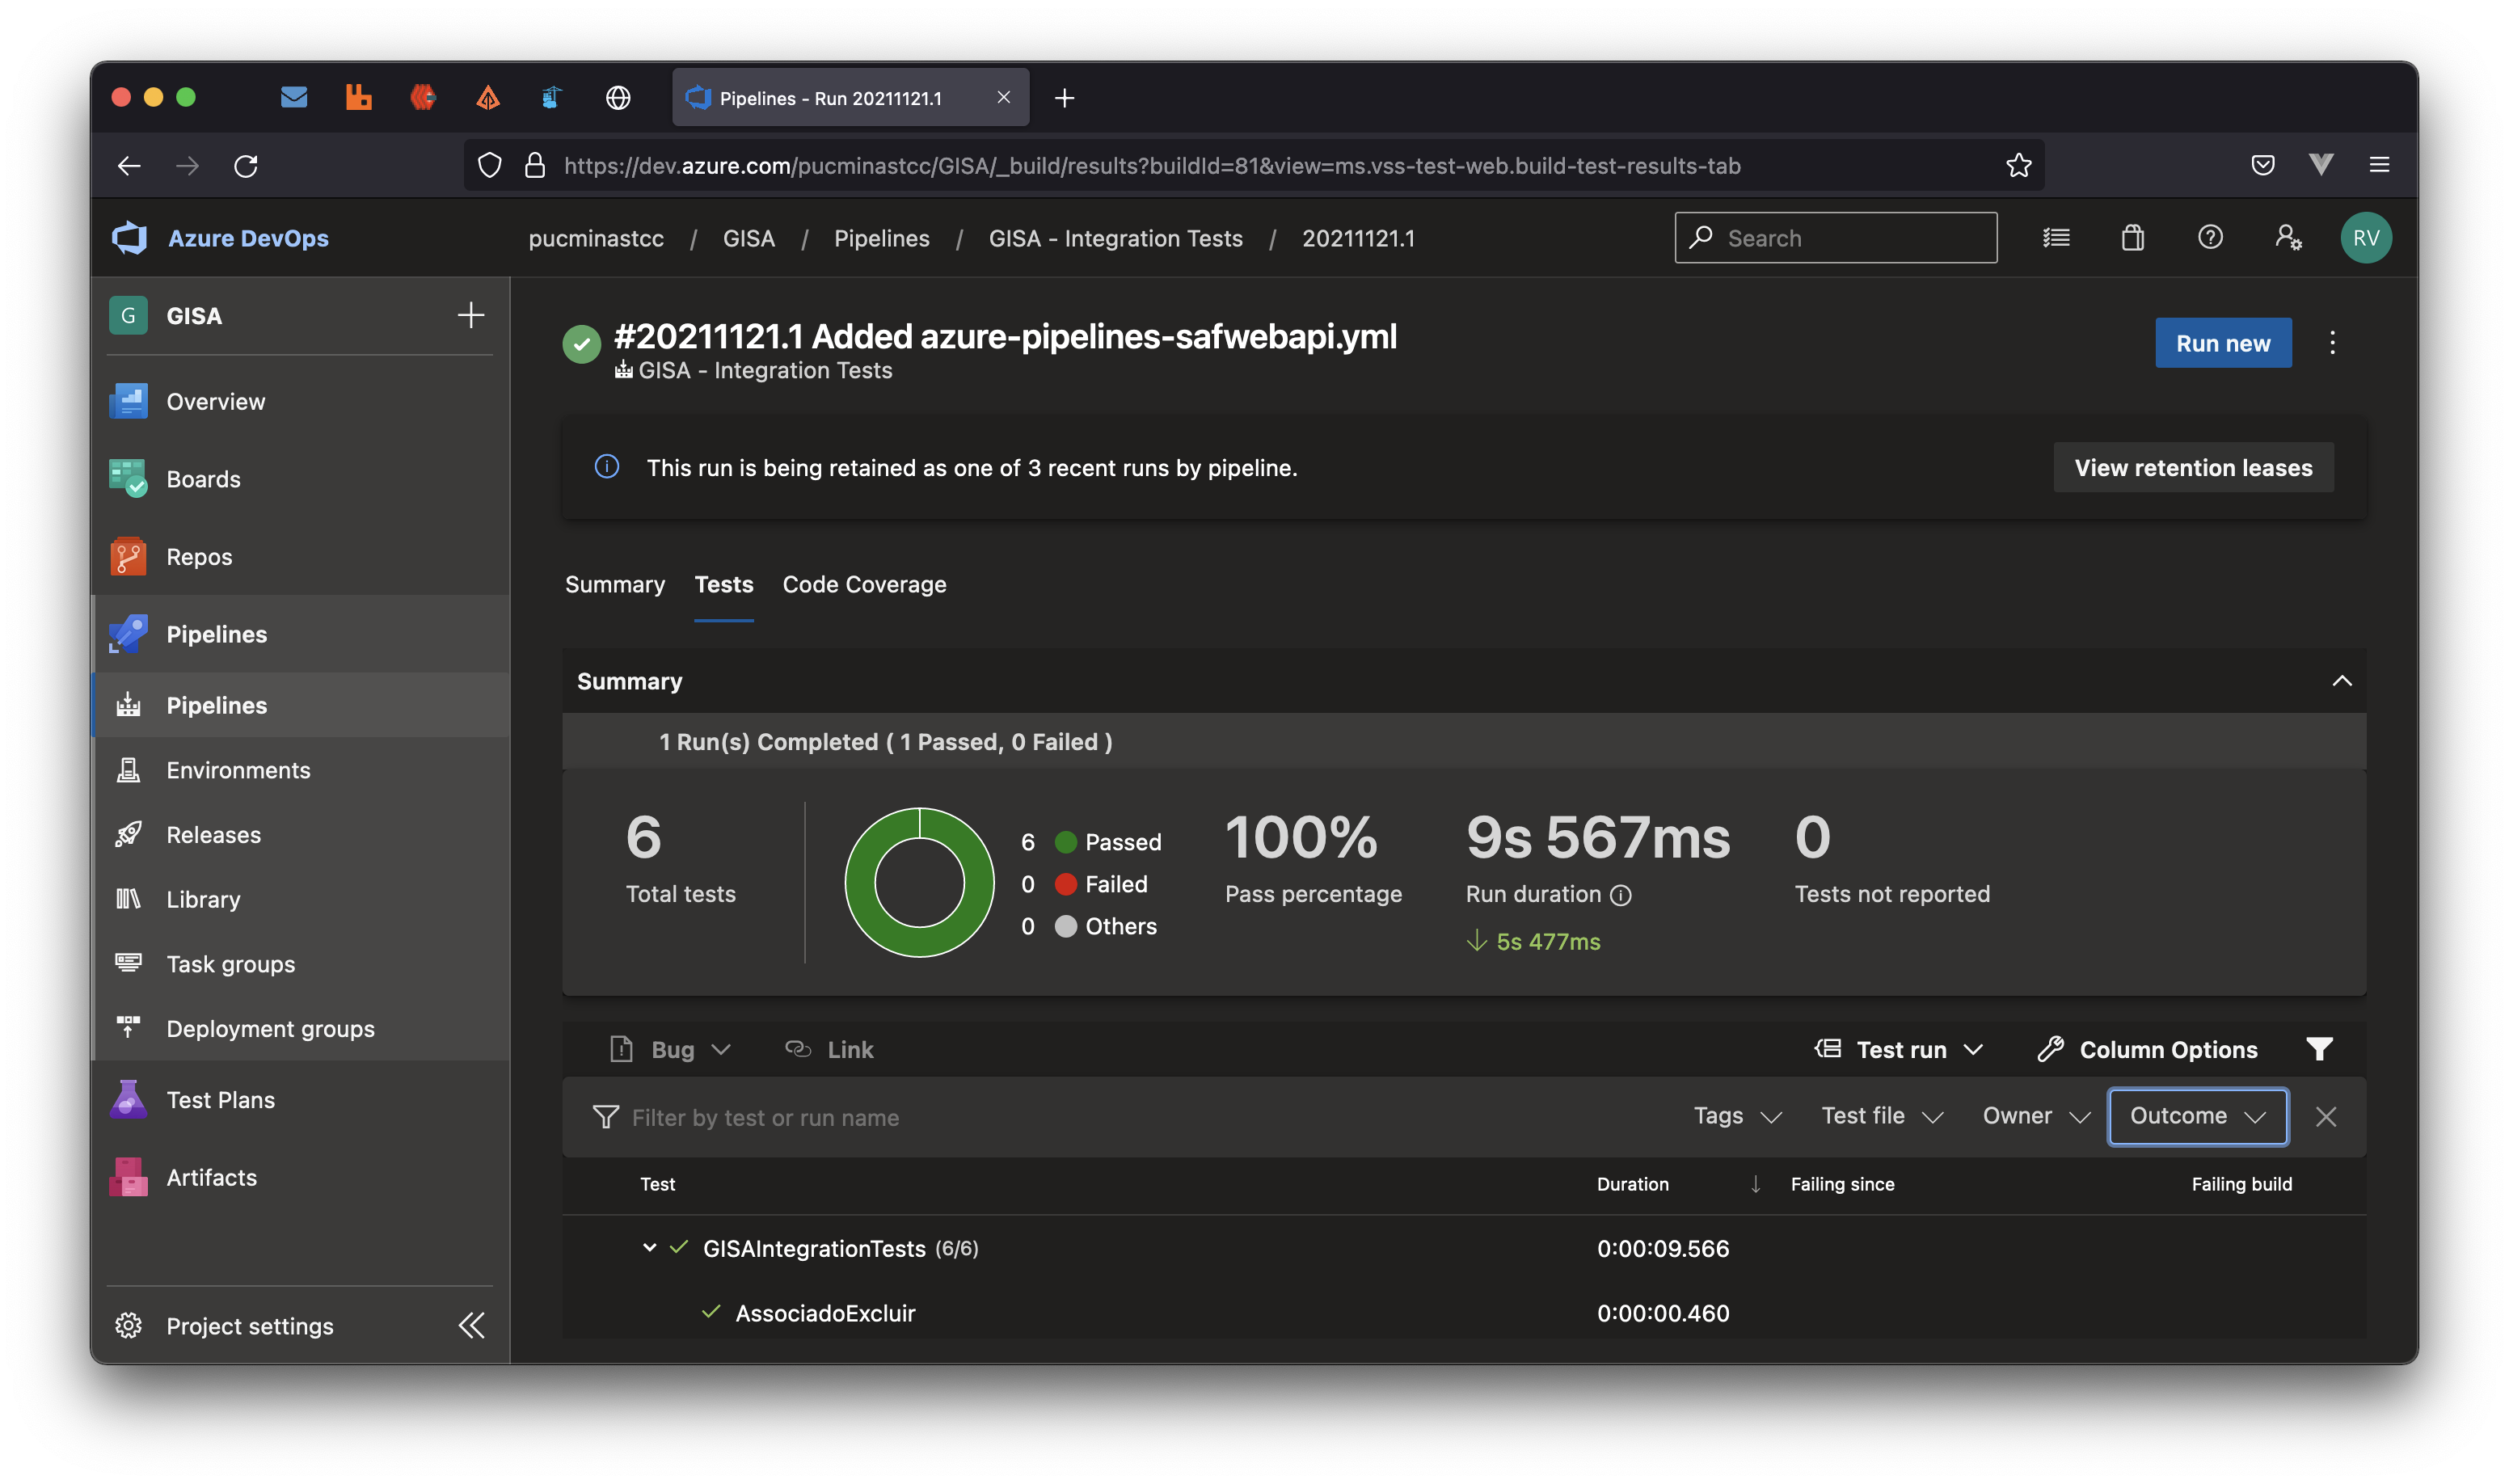 Pipelines - Run 20211121.1
https://dev.azure.com/pucminastcc/GISA/_build/results?buildId=81&view=ms.vss-test-web.build-test-results-tab
Azure DevOps
pucminastcc / GISA / Pipelines / GISA - Integration Tests / 20211121.1
Search
RV
G GISA
Overview
Boards
Repos
Pipelines
Pipelines
Environments
Releases
Library
Task groups
Deployment groups
Test Plans
Artifacts
Project settings
#20211121.1 Added azure-pipelines-safwebapi.yml
GISA - Integration Tests
Run new
This run is being retained as one of 3 recent runs by pipeline.
View retention leases
Summary Tests Code Coverage
Summary
1 Run(s) Completed ( 1 Passed, 0 Failed )
6
Total tests
6 Passed
0 Failed
0 Others
100%
Pass percentage
9s 567ms
Run duration
5s 477ms
0
Tests not reported
Bug Link
Test run Column Options
Filter by test or run name
Tags Test file Owner Outcome
Test Duration Failing since Failing build
GISAIntegrationTests (6/6) 0:00:09.566
AssociadoExcluir 0:00:00.460